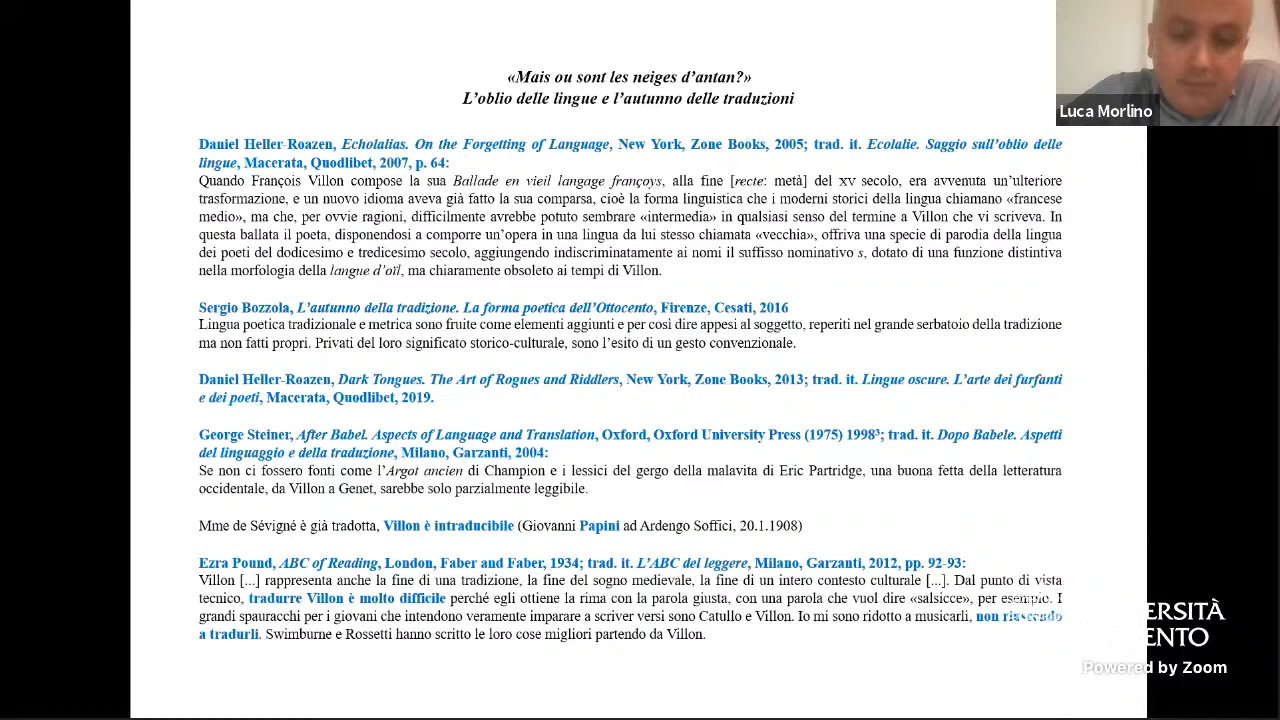 «Mais ou sont les neiges d’antan?»
L’oblio delle lingue e l’autunno delle traduzioni
Luca Morlino
Daniel Heller-Roazen, Echolalias. On the Forgetting of Language, New York, Zone Books, 2005; trad. it. Ecolalie. Saggio sull’oblio delle
lingue, Macerata, Quodlibet, 2007, p. 64:
Quando François Villon compose la sua Ballade en vieil langage françoys, alla fine [recte: metà] del XV secolo, era avvenuta un’ulteriore
trasformazione, e un nuovo idioma aveva già fatto la sua comparsa, cioè la forma linguistica che i moderni storici della lingua chiamano «francese
medio», ma che, per ovvie ragioni, difficilmente avrebbe potuto sembrare «intermedia» in qualsiasi senso del termine a Villon che vi scriveva. In
questa ballata il poeta, disponendosi a comporre un’opera in una lingua da lui stesso chiamata «vecchia», offriva una specie di parodia della lingua
dei poeti del dodicesimo e tredicesimo secolo, aggiungendo indiscriminatamente ai nomi il suffisso nominativo s, dotato di una funzione distintiva
nella morfologia della langue d’oïl, ma chiaramente obsoleto ai tempi di Villon.
Sergio Bozzola, L’autunno della tradizione. La forma poetica dell’Ottocento, Firenze, Cesati, 2016
Lingua poetica tradizionale e metrica sono fruite come elementi aggiunti e per così dire appesi al soggetto, reperiti nel grande serbatoio della tradizione
ma non fatti propri. Privati del loro significato storico-culturale, sono l’esito di un gesto convenzionale.
Daniel Heller-Roazen, Dark Tongues. The Art of Rogues and Riddlers, New York, Zone Books, 2013; trad. it. Lingue oscure. L’arte dei furfanti
e dei poeti, Macerata, Quodlibet, 2019.
George Steiner, After Babel. Aspects of Language and Translation, Oxford, Oxford University Press (1975) 1998³; trad. it. Dopo Babele. Aspetti
del linguaggio e della traduzione, Milano, Garzanti, 2004:
Se non ci fossero fonti come l’Argot ancien di Champion e i lessici del gergo della malavita di Eric Partridge, una buona fetta della letteratura
occidentale, da Villon a Genet, sarebbe solo parzialmente leggibile.
Mme de Sévigné è già tradotta, Villon è intraducibile (Giovanni Papini ad Ardengo Soffici, 20.1.1908)
Ezra Pound, ABC of Reading, London, Faber and Faber, 1934; trad. it. L’ABC del leggere, Milano, Garzanti, 2012, pp. 92-93:
Villon [...] rappresenta anche la fine di una tradizione, la fine del sogno medievale, la fine di un intero contesto culturale [...]. Dal punto di vista
tecnico, tradurre Villon è molto difficile perché egli ottiene la rima con la parola giusta, con una parola che vuol dire «salsicce», per esempio. I
grandi spauracchi per i giovani che intendono veramente imparare a scriver versi sono Catullo e Villon. Io mi sono ridotto a musicarli, non riuscendo
a tradurli. Swimburne e Rossetti hanno scritto le loro cose migliori partendo da Villon.
Powered by Zoom